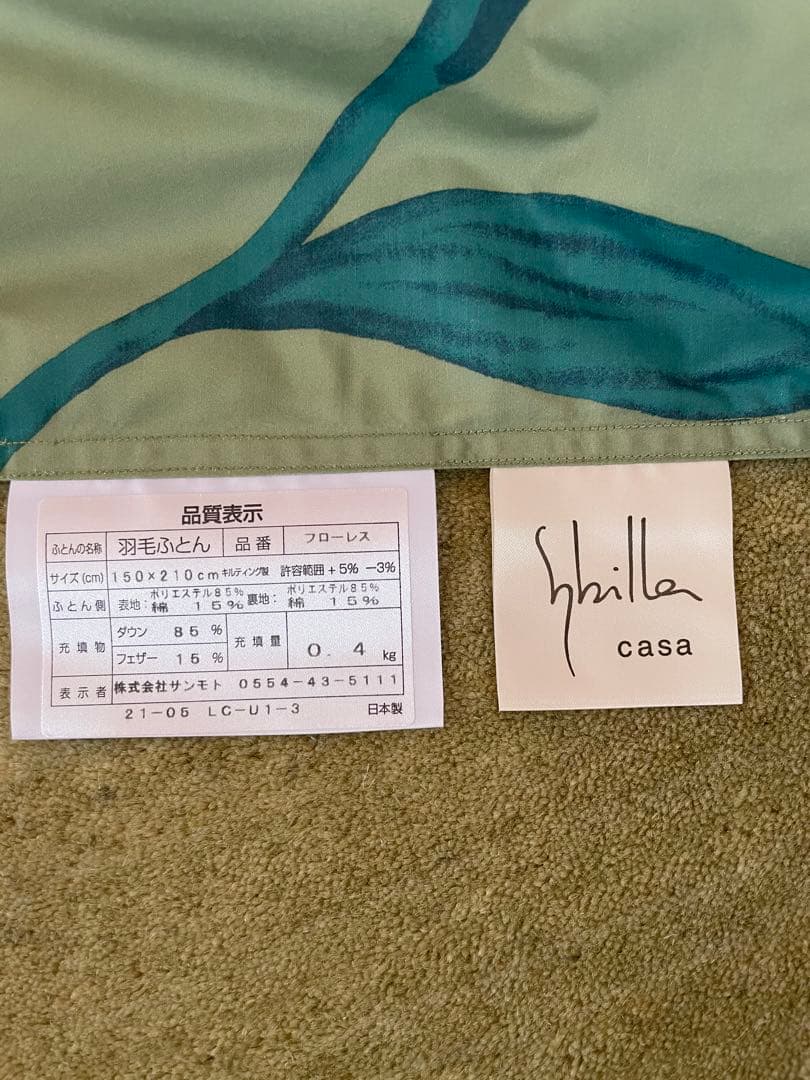 品質表示
ふとんの名称 羽毛ふとん 品番 フローレス
サイズ(cm) 150×210cm キルティング製 許容範囲+5% −3%
ふとん側 表地: ポリエステル85% 綿 15% 裏地: ポリエステル85% 綿 15%
充填物 ダウン 85% フェザー 15% 充填量 0.4 kg
表示者 株式会社サンモト 0554-43-5111
21-05 LC-U1-3 日本製
Sybilla
casa